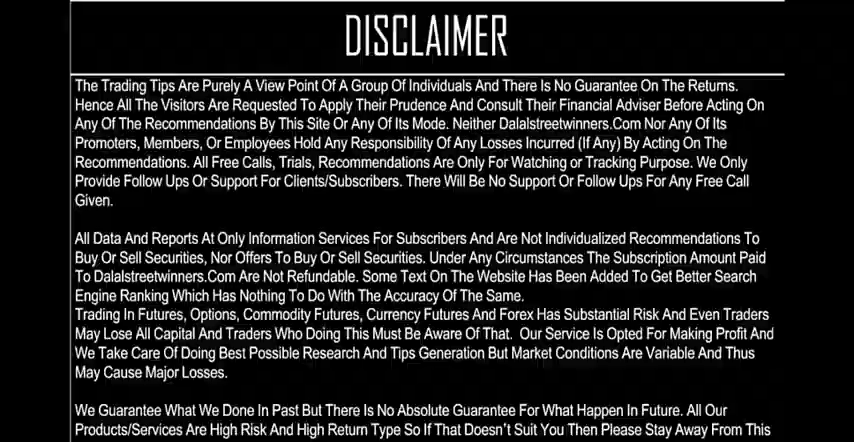 DISCLAIMER
The Trading Tips Are Purely A View Point Of A Group Of Individuals And There Is No Guarantee On The Returns.
Hence All The Visitors Are Requested To Apply Their Prudence And Consult Their Financial Adviser Before Acting On
Any Of The Recommendations By This Site Or Any Of Its Mode. Neither Dalalstreetwinners.Com Nor Any Of Its
Promoters, Members, Or Employees Hold Any Responsibility Of Any Losses Incurred (If Any) By Acting On The
Recommendations. All Free Calls, Trials, Recommendations Are Only For Watching or Tracking Purpose. We Only
Provide Follow Ups Or Support For Clients/Subscribers. There Will Be No Support Or Follow Ups For Any Free Call
Given.
All Data And Reports At Only Information Services For Subscribers And Are Not Individualized Recommendations To
Buy Or Sell Securities, Nor Offers To Buy Or Sell Securities. Under Any Circumstances The Subscription Amount Paid
To Dalalstreetwinners.Com Are Not Refundable. Some Text On The Website Has Been Added To Get Better Search
Engine Ranking Which Has Nothing To Do With The Accuracy Of The Same.
Trading In Futures, Options, Commodity Futures, Currency Futures And Forex Has Substantial Risk And Even Traders
May Lose All Capital And Traders Who Doing This Must Be Aware Of That. Our Service Is Opted For Making Profit And
We Take Care Of Doing Best Possible Research And Tips Generation But Market Conditions Are Variable And Thus
May Cause Major Losses.
We Guarantee What We Done In Past But There Is No Absolute Guarantee For What Happen In Future. All Our
Products/Services Are High Risk And High Return Type So If That Doesn't Suit You Then Please Stay Away From This